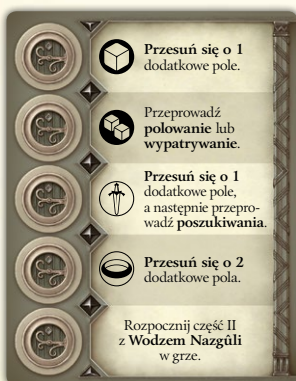 Przesuń się o 1
dodatkowe pole.
Przeprowadź
polowanie lub
wypatrywanie.
Przesuń się o 1
dodatkowe pole,
a następnie przepro-
wadź poszukiwania.
Przesuń się o 2
dodatkowe pola.
Rozpocznij część II
z Wodzem Nazgûli
w grze.